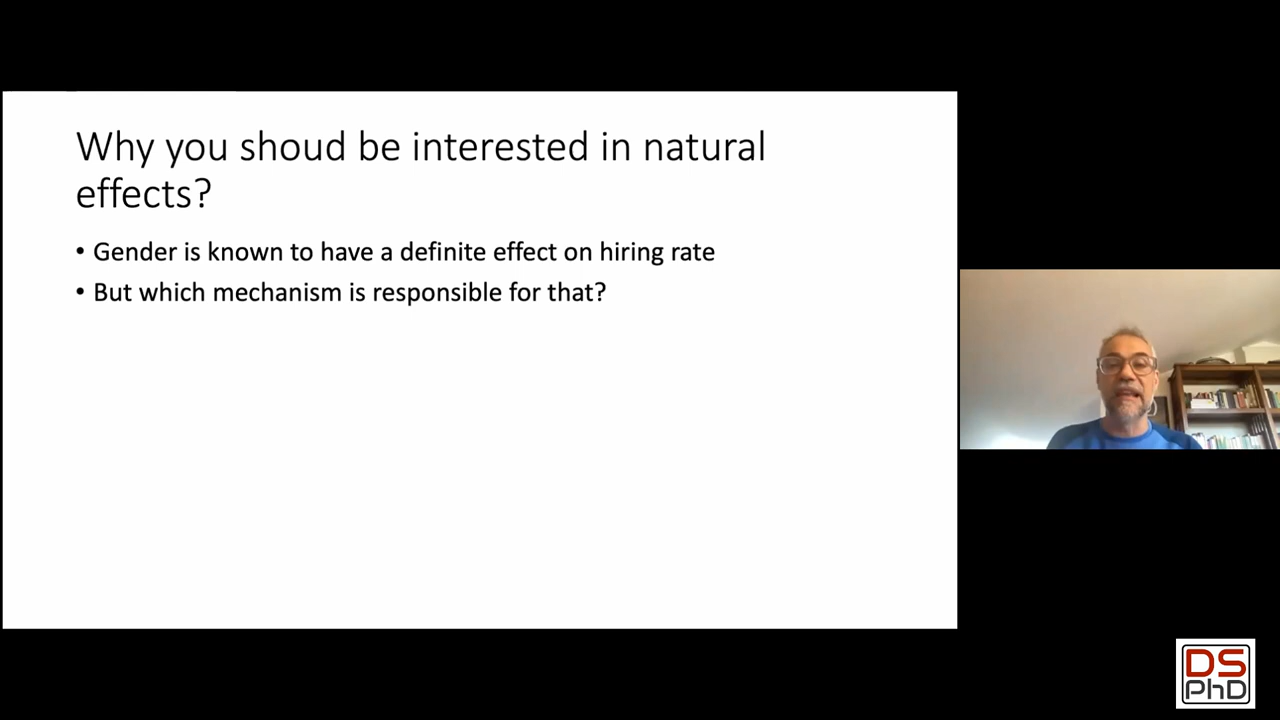 Why you shoud be interested in natural
effects?
• Gender is known to have a definite effect on hiring rate
• But which mechanism is responsible for that?
DS
PhD